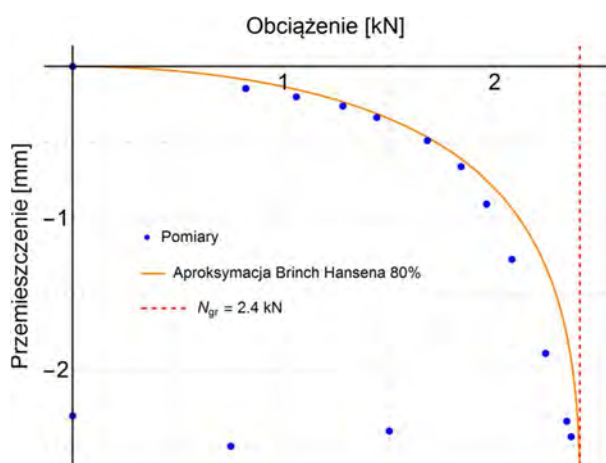 Obciążenie [kN]
1
2
Przemieszczenie [mm]
−1
−2
Pomiary
Aproksymacja Brinch Hansena 80%
Ngr = 2.4 kN